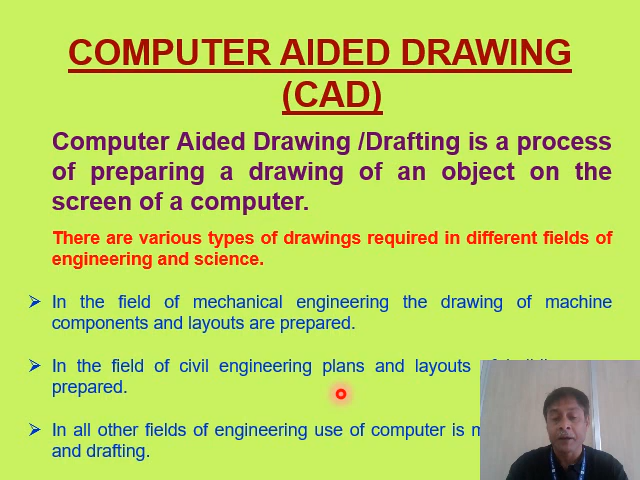 COMPUTER AIDED DRAWING
(CAD)
Computer Aided Drawing /Drafting is a process
of preparing a drawing of an object on the
screen of a computer.
There are various types of drawings required in different fields of
engineering and science.
➢ In the field of mechanical engineering the drawing of machine
components and layouts are prepared.
➢ In the field of civil engineering plans and layouts
prepared.
➢ In all other fields of engineering use of computer is
and drafting.